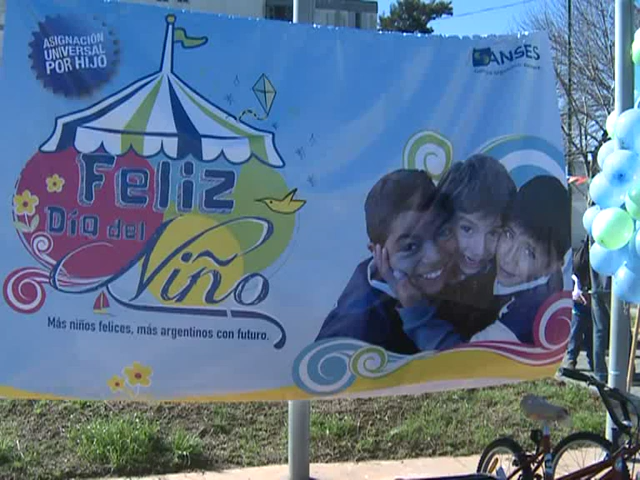 ASIGNACIÓN
UNIVERSAL
POR HIJO
ANSES
Feliz
Día del
Niño
Más niños felices, más argentinos con futuro.